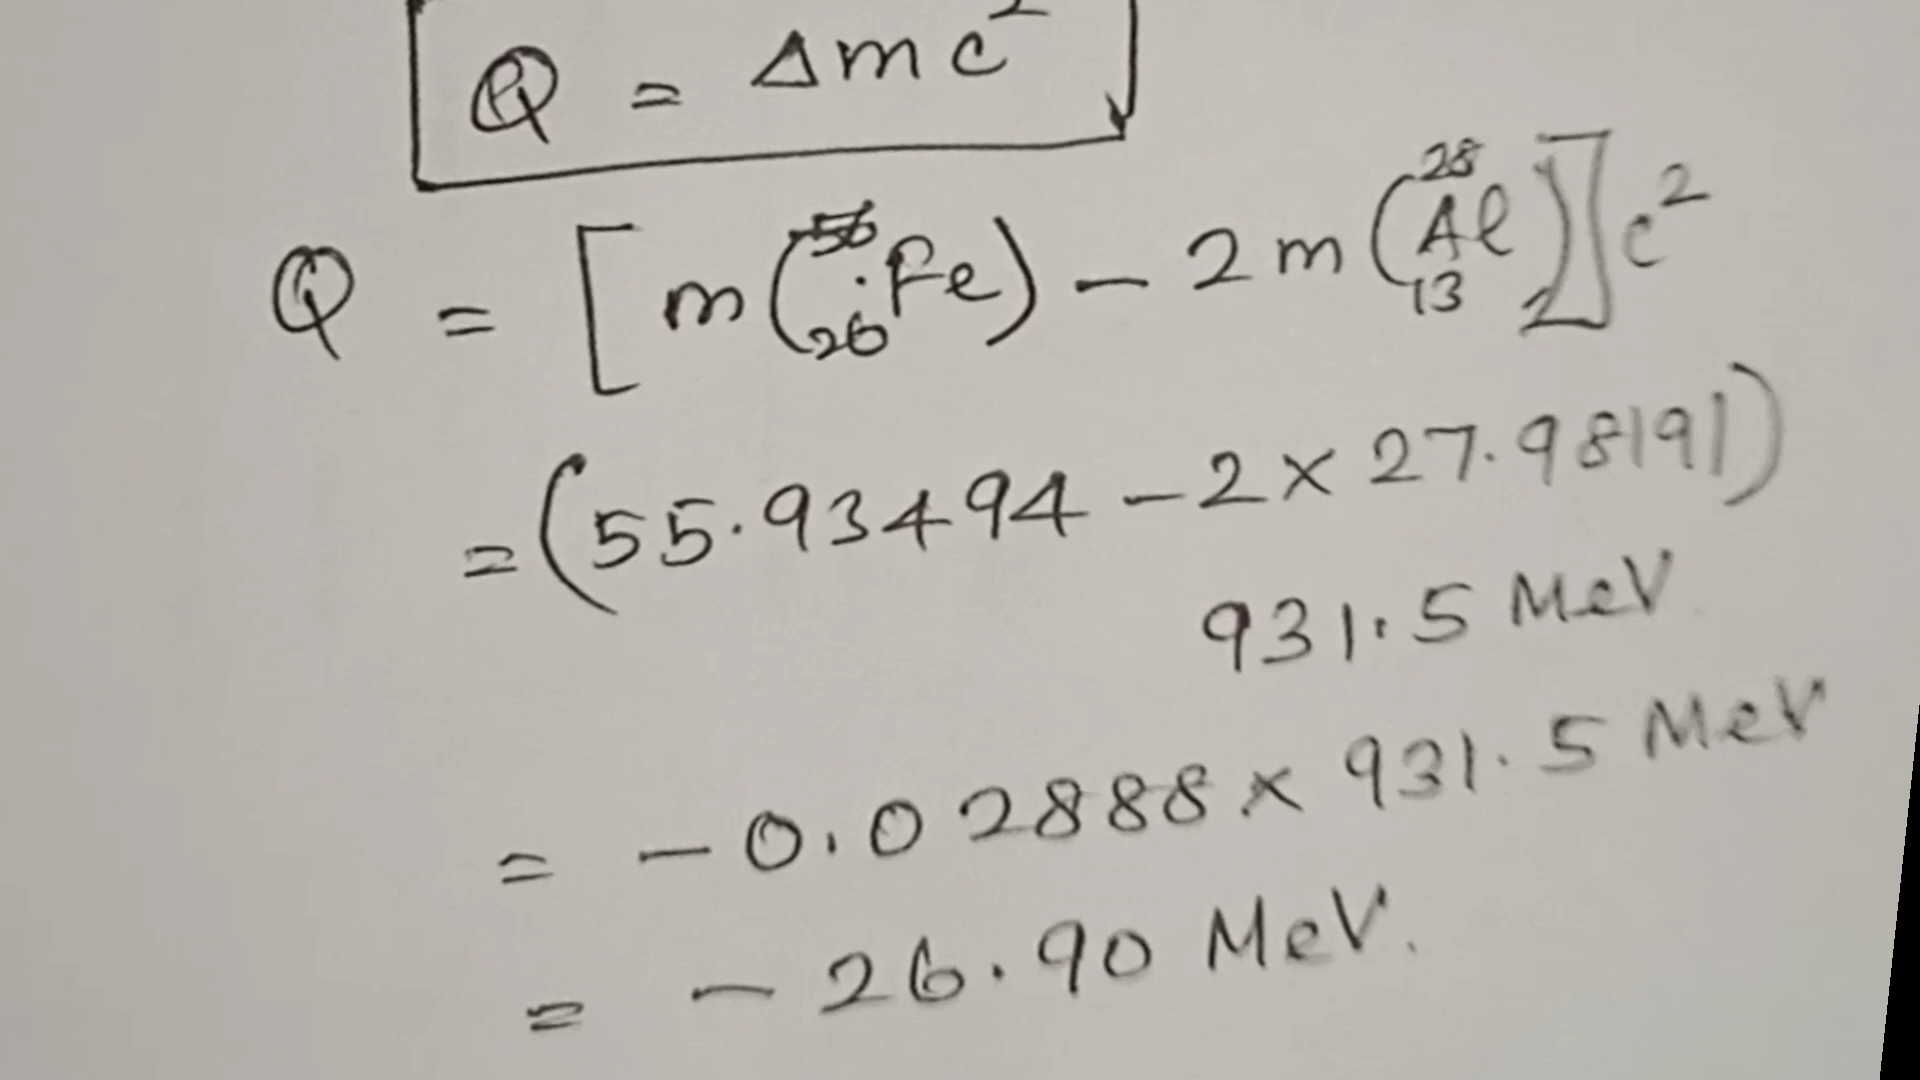 Q = Δmc²
Q = [m(⁵⁶₂₆Fe) – 2m(²⁸₁₃Al)]c²
= (55.93494 – 2 × 27.98191)
931.5 MeV
= – 0.02888 × 931.5 MeV
= – 26.90 MeV.